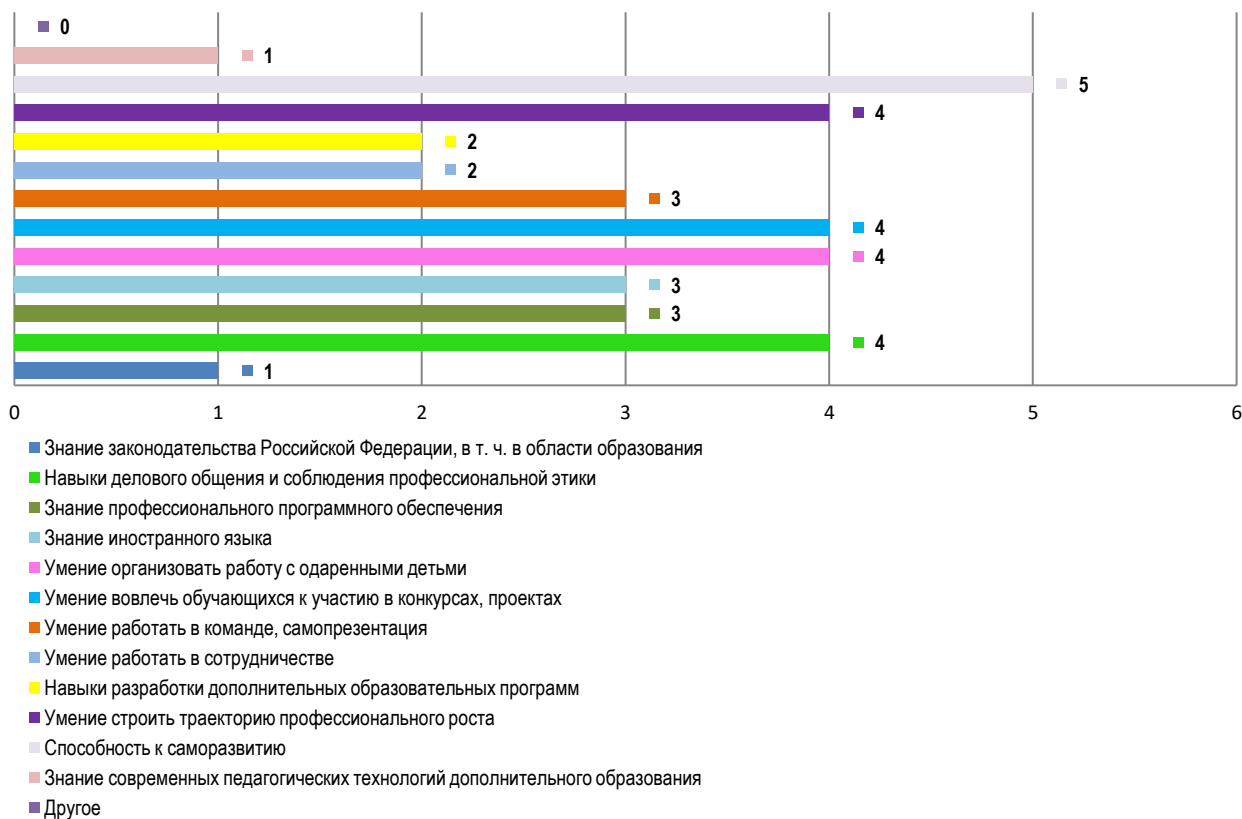 0
1
5
4
2
2
3
4
4
3
3
4
1
0 1 2 3 4 5 6
Знание законодательства Российской Федерации, в т. ч. в области образования
Навыки делового общения и соблюдения профессиональной этики
Знание профессионального программного обеспечения
Знание иностранного языка
Умение организовать работу с одаренными детьми
Умение вовлечь обучающихся к участию в конкурсах, проектах
Умение работать в команде, самопрезентация
Умение работать в сотрудничестве
Навыки разработки дополнительных образовательных программ
Умение строить траекторию профессионального роста
Способность к саморазвитию
Знание современных педагогических технологий дополнительного образования
Другое